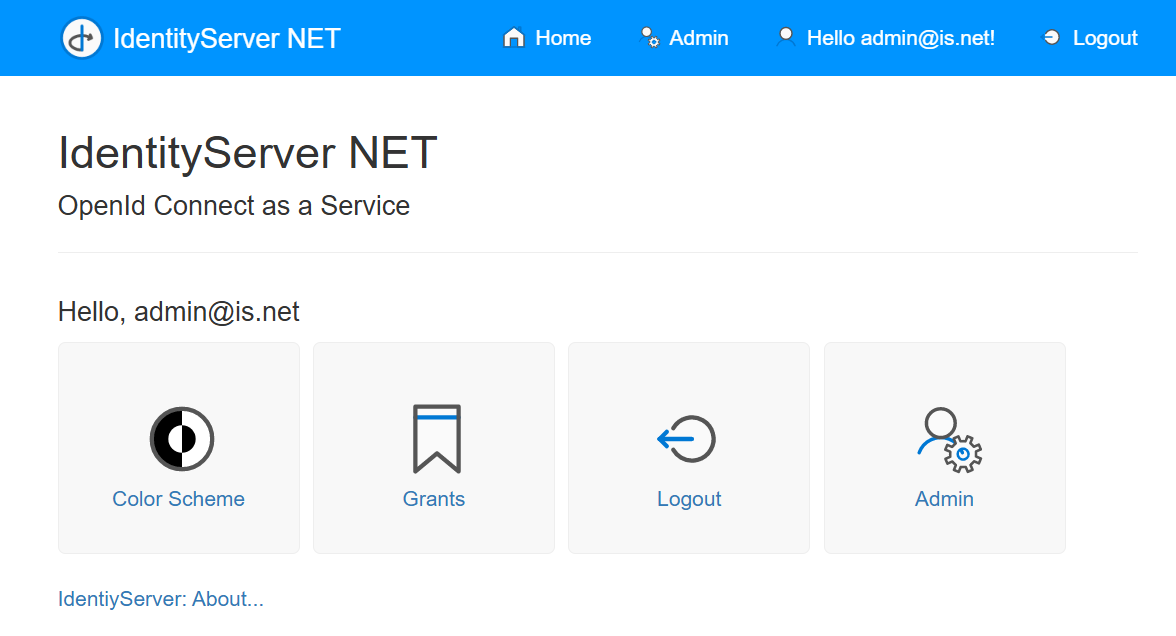 IdentityServer NET Home Admin Hello admin@is.net! Logout
IdentityServer NET
OpenId Connect as a Service
Hello, admin@is.net
Color Scheme Grants Logout Admin
IdentiyServer: About...